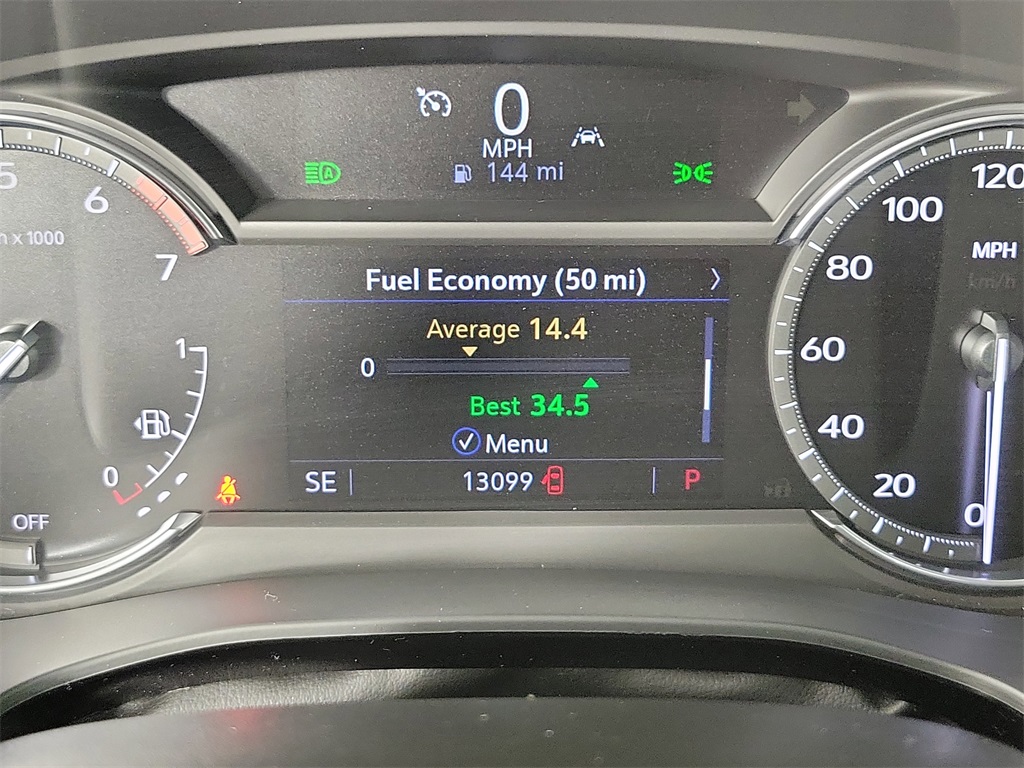 0
MPH
144 mi
5
6
7
x 1000
1
0
OFF
Fuel Economy (50 mi)
Average 14.4
0
Best 34.5
Menu
SE
13099
P
120
100
80
60
40
20
0
MPH
km/h